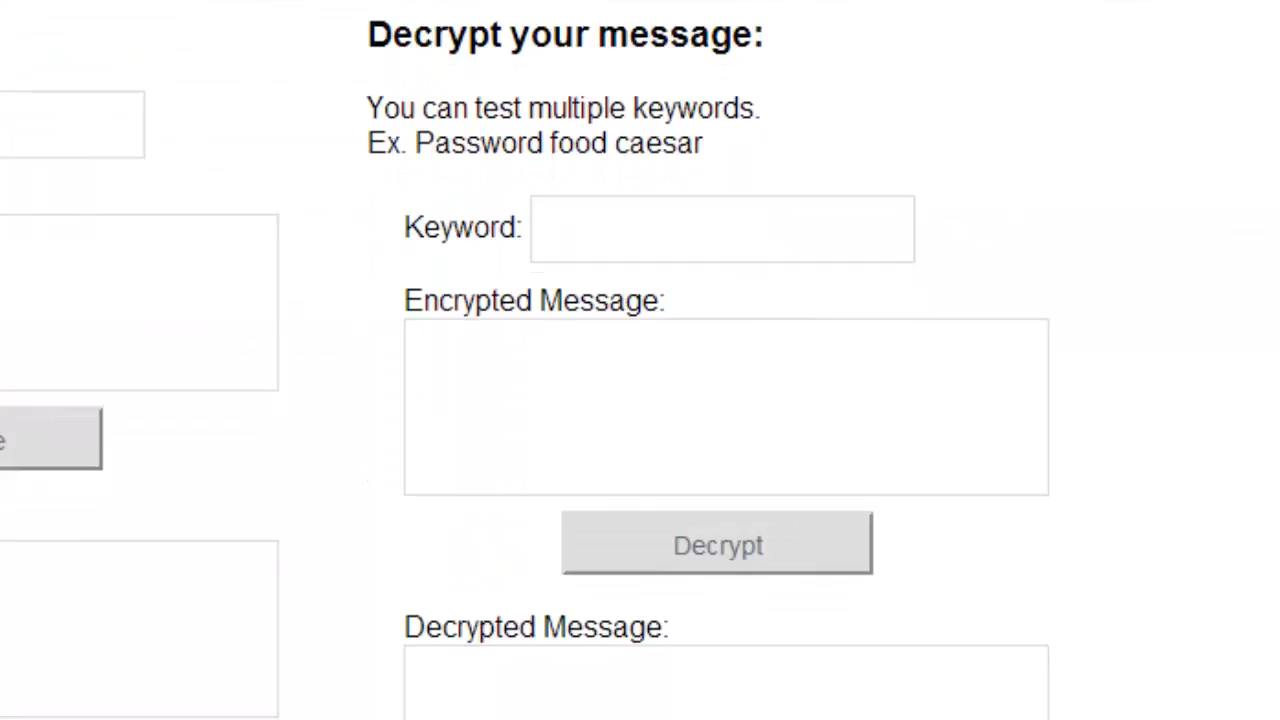 Decrypt your message:
You can test multiple keywords.
Ex. Password food caesar
Keyword:
Encrypted Message:
e
Decrypt
Decrypted Message: